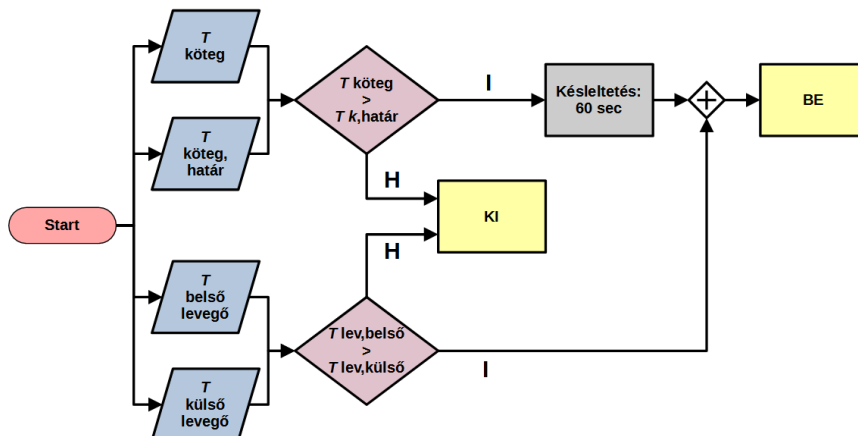 T
köteg
T
köteg,
határ
Start
T
belső
levegő
T
külső
levegő
T köteg
>
T k,határ
I
Késleltetés:
60 sec
BE
H
KI
H
T lev,belső
>
T lev,külső
I